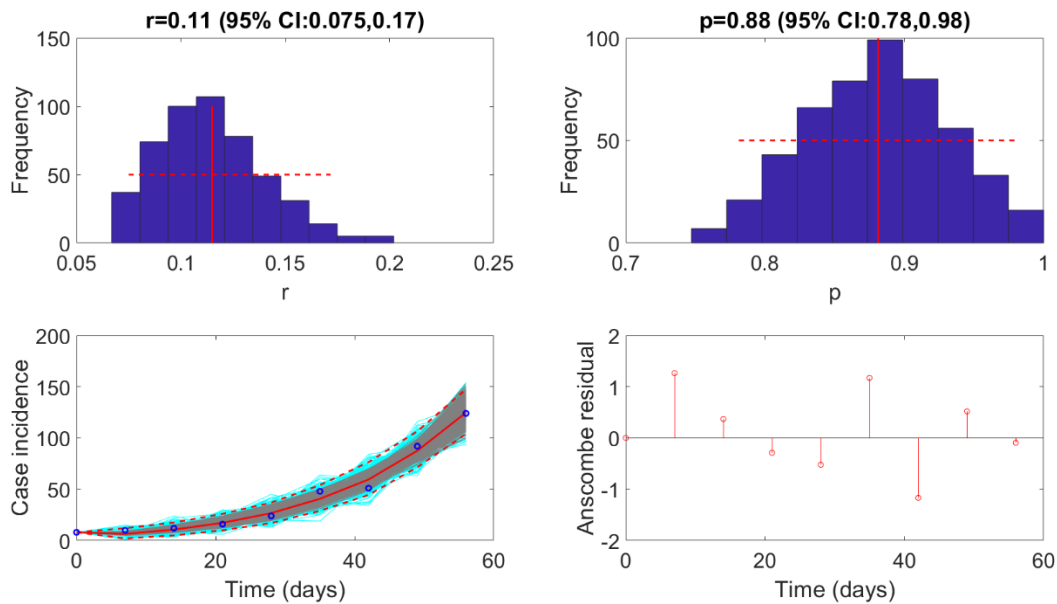 r=0.11 (95% CI:0.075,0.17)
150
100
50
0
Frequency
0.05 0.1 0.15 0.2 0.25
r
p=0.88 (95% CI:0.78,0.98)
100
50
0
Frequency
0.7 0.8 0.9 1
p
200
150
100
50
0
Case incidence
0 20 40 60
Time (days)
2
1
0
-1
-2
Anscombe residual
0 20 40 60
Time (days)